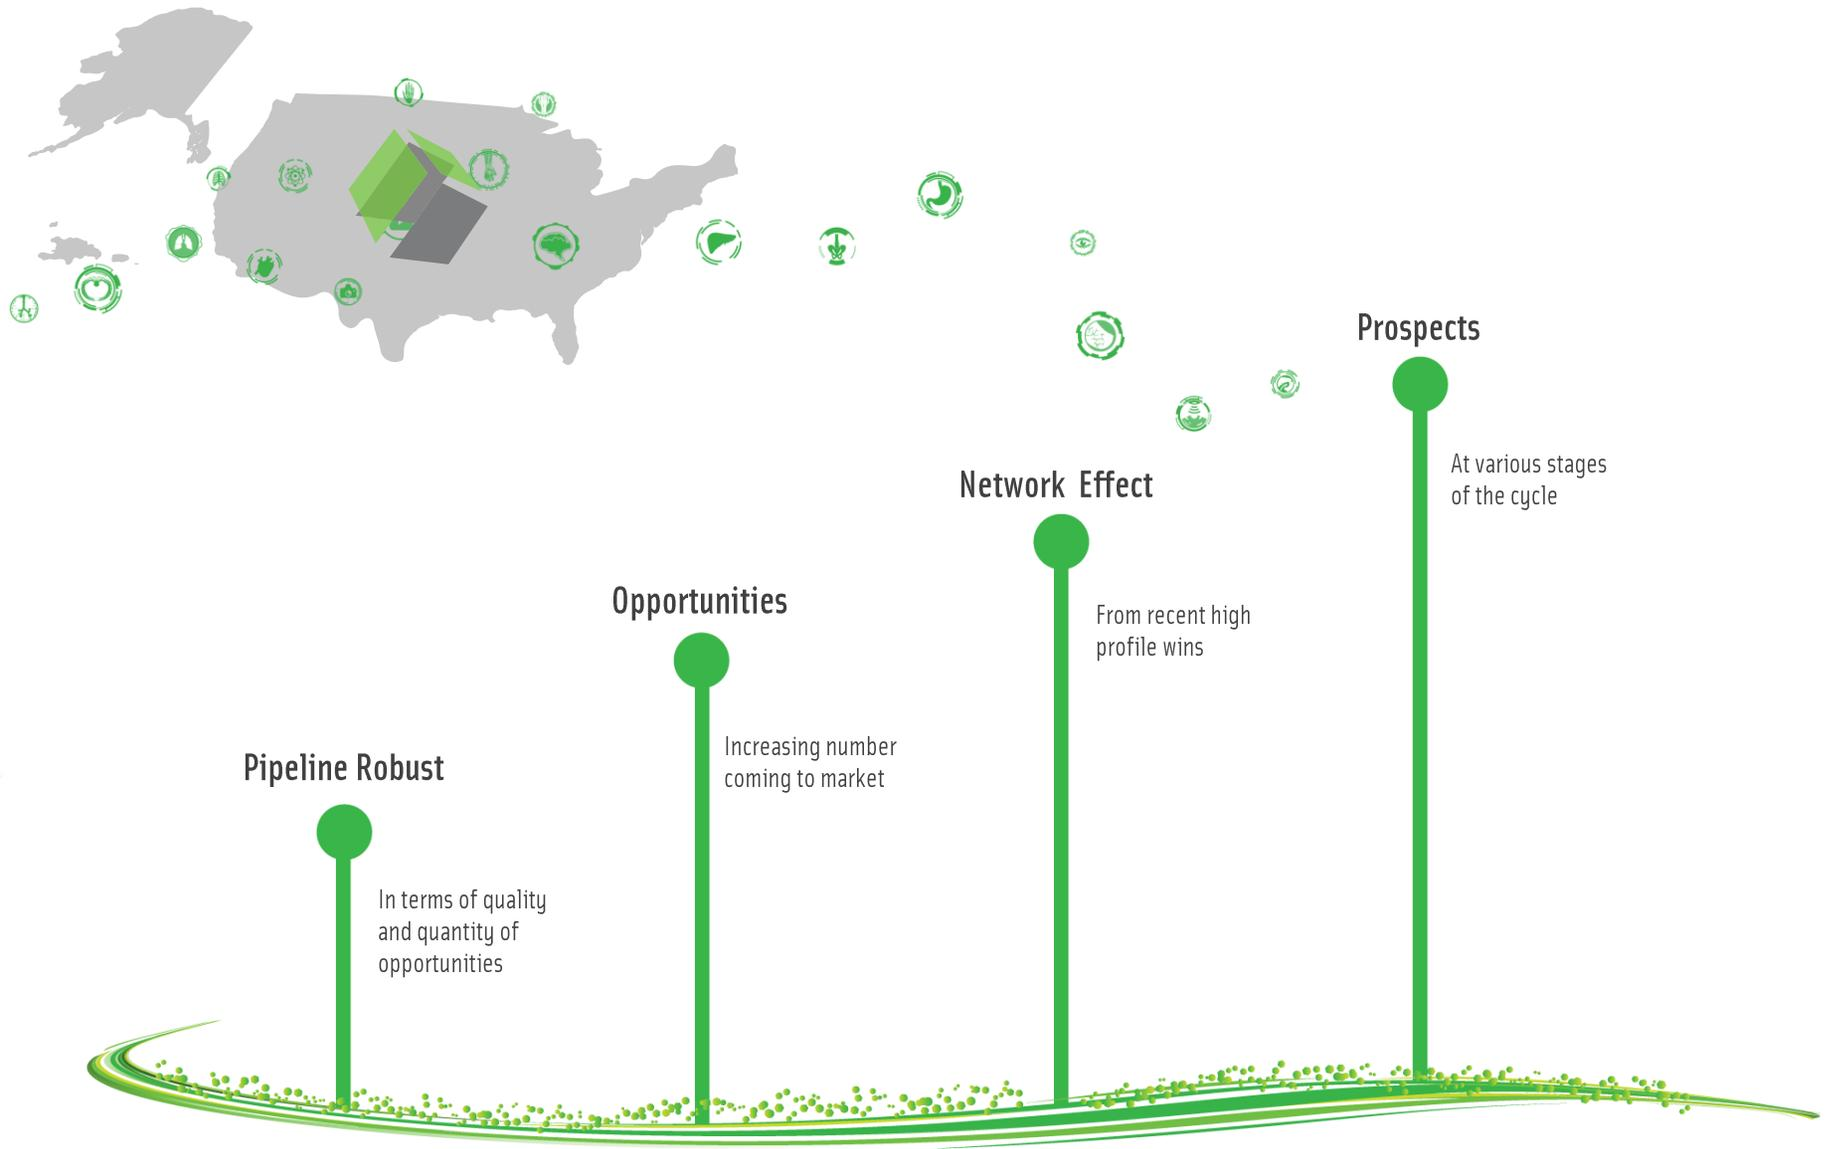 Prospects
At various stages
of the cycle
Network Effect
From recent high
profile wins
Opportunities
Increasing number
coming to market
Pipeline Robust
In terms of quality
and quantity of
opportunities